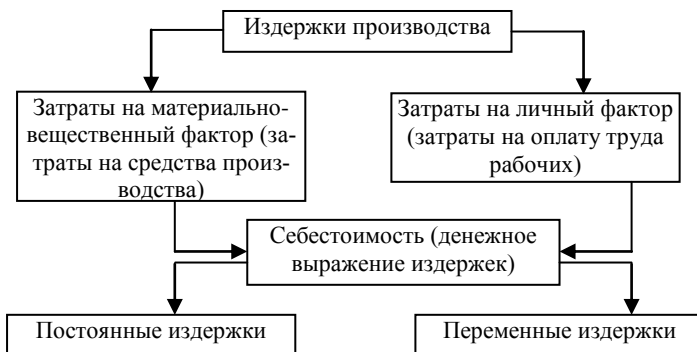 Издержки производства
Затраты на материально-
вещественный фактор (за-
траты на средства произ-
водства)
Затраты на личный фактор
(затраты на оплату труда
рабочих)
Себестоимость (денежное
выражение издержек)
Постоянные издержки
Переменные издержки